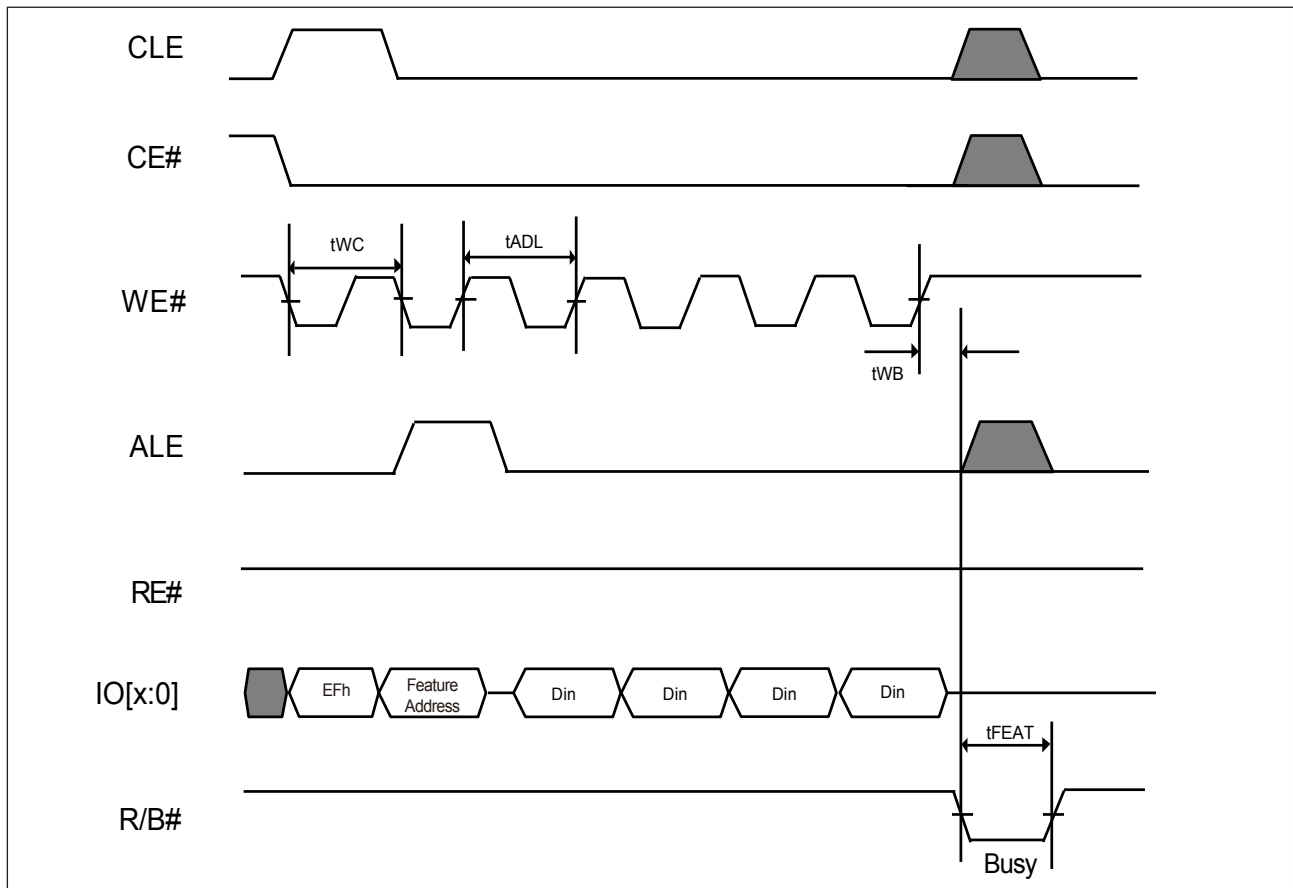 CLE
CE#
tWC
tADL
WE#
tWB
ALE
RE#
IO[x:0]
EFh
Feature
Address
Din
Din
Din
Din
tFEAT
R/B#
Busy